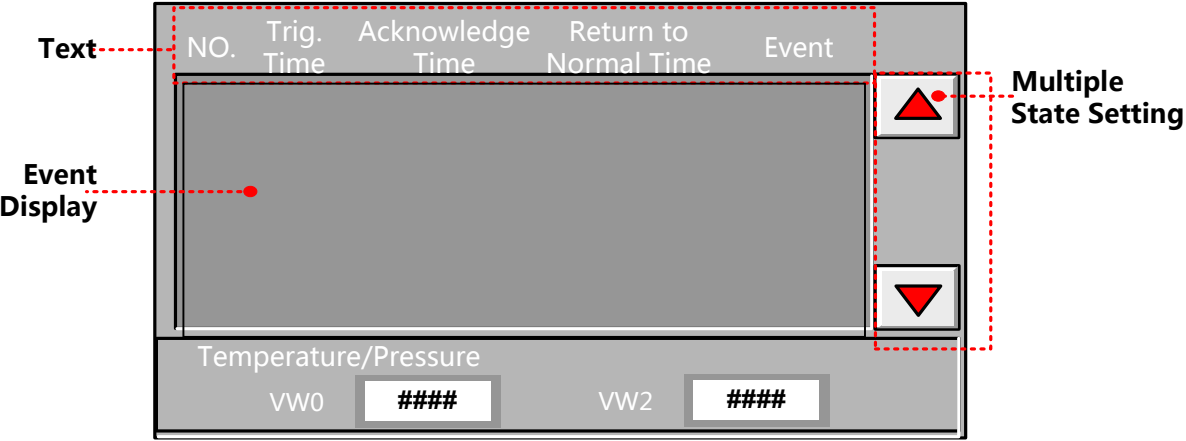 Text
NO.
Trig.
Time
Acknowledge
Time
Return to
Normal Time
Event
Multiple
State Setting
Event
Display
Temperature/Pressure
VW0
####
VW2
####